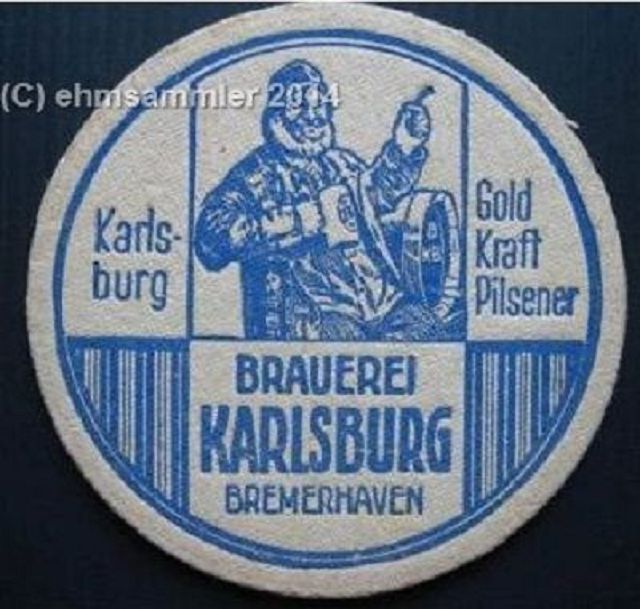 (C) ehmsammler 2014
Karls-
burg
Gold
Kraft
Pilsener
BRAUEREI
KARLSBURG
BREMERHAVEN